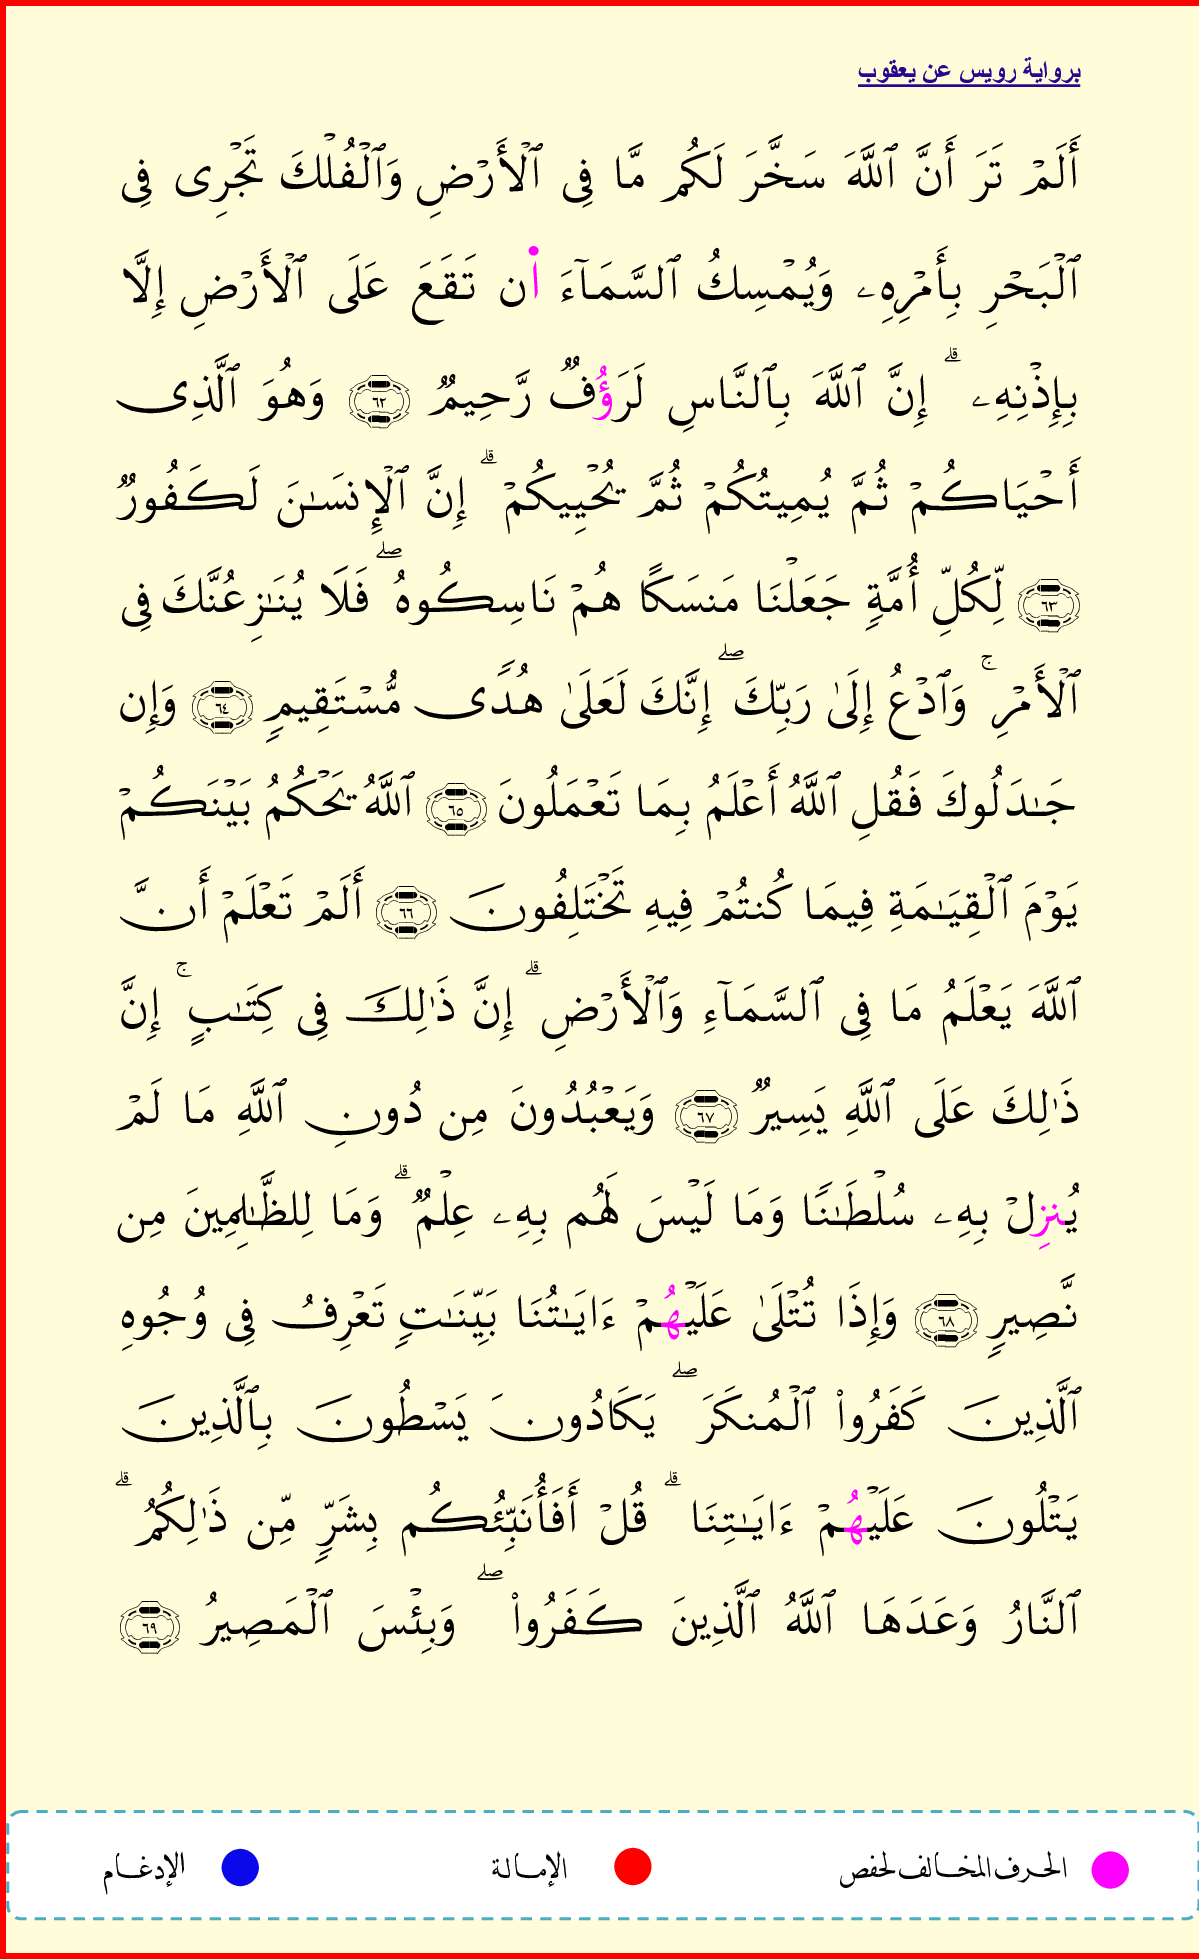 برواية رويس عن يعقوب
أَلَمۡ تَرَ أَنَّ ٱللَّهَ سَخَّرَ لَكُم مَّا فِى ٱلۡأَرۡضِ وَٱلۡفُلۡكَ تَجۡرِى فِى
ٱلۡبَحۡرِ بِأَمۡرِهِۦ وَيُمۡسِكُ ٱلسَّمَآءَ ا۬ن تَقَعَ عَلَى ٱلۡأَرۡضِ إِلَّا
بِإِذۡنِهِۦٓ ۗ إِنَّ ٱللَّهَ بِٱلنَّاسِ لَرَؤُفٌ رَّحِيمٌ ٦٢ وَهُوَ ٱلَّذِى
أَحۡيَاكُمۡ ثُمَّ يُمِيتُكُمۡ ثُمَّ يُحۡيِيكُمۡ ۗ إِنَّ ٱلۡإِنسَـٰنَ لَكَفُورٌ
٦٣ لِّكُلِّ أُمَّةٍ جَعَلۡنَا مَنسَكًا هُمۡ نَاسِكُوهُ ۖ فَلَا يُنَـٰزِعُنَّكَ فِى
ٱلۡأَمۡرِ ۚ وَٱدۡعُ إِلَىٰ رَبِّكَ ۖ إِنَّكَ لَعَلَىٰ هُدًى مُّسۡتَقِيمٍ ٦٤ وَإِن
جَـٰدَلُوكَ فَقُلِ ٱللَّهُ أَعۡلَمُ بِمَا تَعۡمَلُونَ ٦٥ ٱللَّهُ يَحۡكُمُ بَيۡنَكُمۡ
يَوۡمَ ٱلۡقِيَـٰمَةِ فِيمَا كُنتُمۡ فِيهِ تَخۡتَلِفُونَ ٦٦ أَلَمۡ تَعۡلَمۡ أَنَّ
ٱللَّهَ يَعۡلَمُ مَا فِى ٱلسَّمَآءِ وَٱلۡأَرۡضِ ۗ إِنَّ ذَٰلِكَ فِى كِتَـٰبٍ ۚ إِنَّ
ذَٰلِكَ عَلَى ٱللَّهِ يَسِيرٌ ٦٧ وَيَعۡبُدُونَ مِن دُونِ ٱللَّهِ مَا لَمۡ
يُنزِلۡ بِهِۦ سُلۡطَـٰنًا وَمَا لَيۡسَ لَهُم بِهِۦ عِلۡمٌ ۗ وَمَا لِلظَّـٰلِمِينَ مِن
نَّصِيرٍ ٦٨ وَإِذَا تُتۡلَىٰ عَلَيۡهُمۡ ءَايَـٰتُنَا بَيِّنَـٰتٍ تَعۡرِفُ فِى وُجُوهِ
ٱلَّذِينَ كَفَرُوا۟ ٱلۡمُنكَرَ ۖ يَكَادُونَ يَسۡطُونَ بِٱلَّذِينَ
يَتۡلُونَ عَلَيۡهُمۡ ءَايَـٰتِنَا ۗ قُلۡ أَفَأُنَبِّئُكُم بِشَرٍّ مِّن ذَٰلِكُمُ ۗ
ٱلنَّارُ وَعَدَهَا ٱللَّهُ ٱلَّذِينَ كَفَرُوا۟ ۖ وَبِئۡسَ ٱلۡمَصِيرُ ٦٩
الحرف المخالف لحفص الإمالة الإدغام